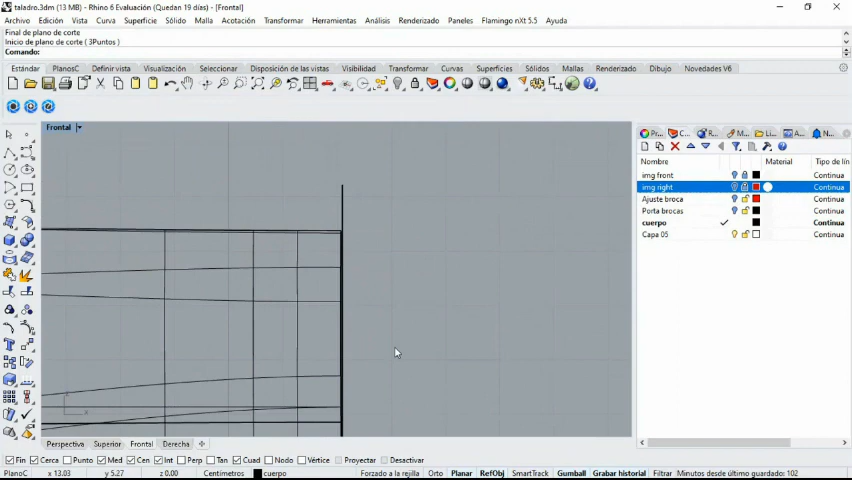 taladro.3dm (13 MB) - Rhino 6 Evaluación (Quedan 19 días) - [Frontal]
Archivo Edición Vista Curva Superficie Sólido Malla Acotación Transformar Herramientas Análisis Renderizado Paneles Flamingo nXt 5.5 Ayuda
Final de plano de corte
Inicio de plano de corte ( 3Puntos )
Comando:
Estándar PlanosC Definir vista Visualización Seleccionar Disposición de las vistas Visibilidad Transformar Curvas Superficies Sólidos Mallas Renderizado Dibujo Novedades V6
Frontal
Pr... C... R... M... Li... A... N...
Nombre Material Tipo de lín
img front Continua
img right Continua
Ajuste broca Continua
Porta brocas Continua
cuerpo Continua
Capa 05 Continua
Perspectiva Superior Frontal Derecha
Fin Cerca Punto Med Cen Int Perp Tan Cuad Nodo Vértice Proyectar Desactivar
PlanoC x 13.03 y 5.27 z 0.00 Centímetros cuerpo Forzado a la rejilla Orto Planar RefObj SmartTrack Gumball Grabar historial Filtrar Minutos desde último guardado: 102